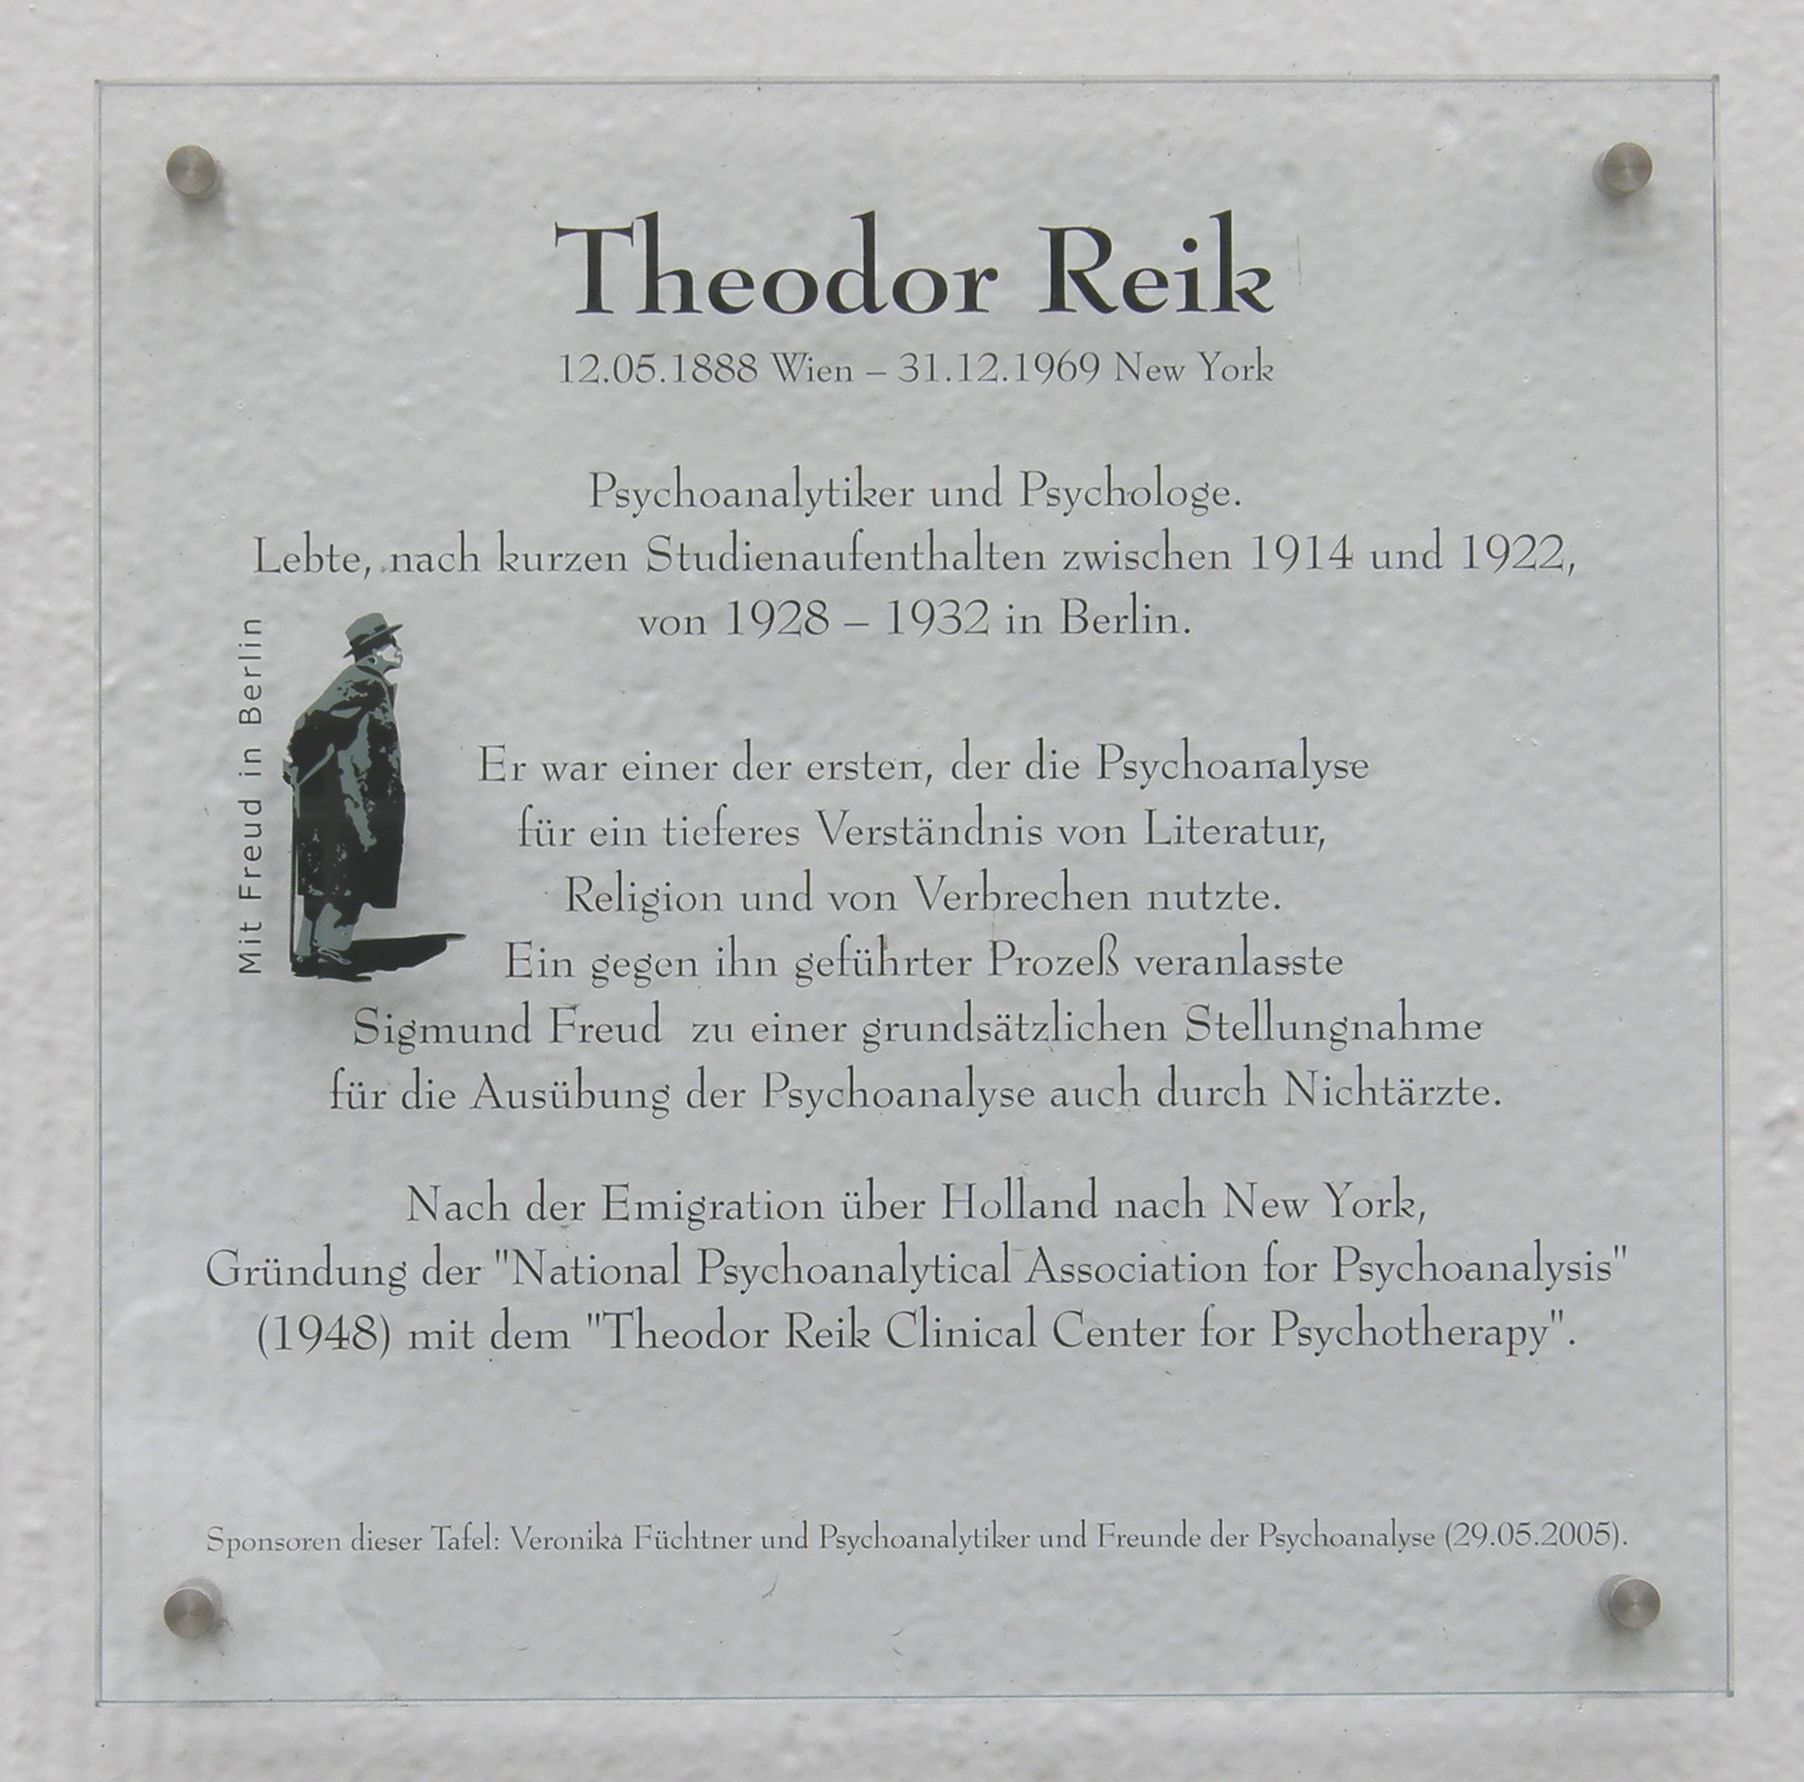 Theodor Reik
12.05.1888 Wien – 31.12.1969 New York
Psychoanalytiker und Psychologe.
Lebte, nach kurzen Studienaufenthalten zwischen 1914 und 1922,
von 1928 – 1932 in Berlin.
Mit Freud in Berlin
Er war einer der ersten, der die Psychoanalyse
für ein tieferes Verständnis von Literatur,
Religion und von Verbrechen nutzte.
Ein gegen ihn geführter Prozeß veranlasste
Sigmund Freud zu einer grundsätzlichen Stellungnahme
für die Ausübung der Psychoanalyse auch durch Nichtärzte.
Nach der Emigration über Holland nach New York,
Gründung der "National Psychoanalytical Association for Psychoanalysis"
(1948) mit dem "Theodor Reik Clinical Center for Psychotherapy".
Sponsoren dieser Tafel: Veronika Füchtner und Psychoanalytiker und Freunde der Psychoanalyse (29.05.2005).